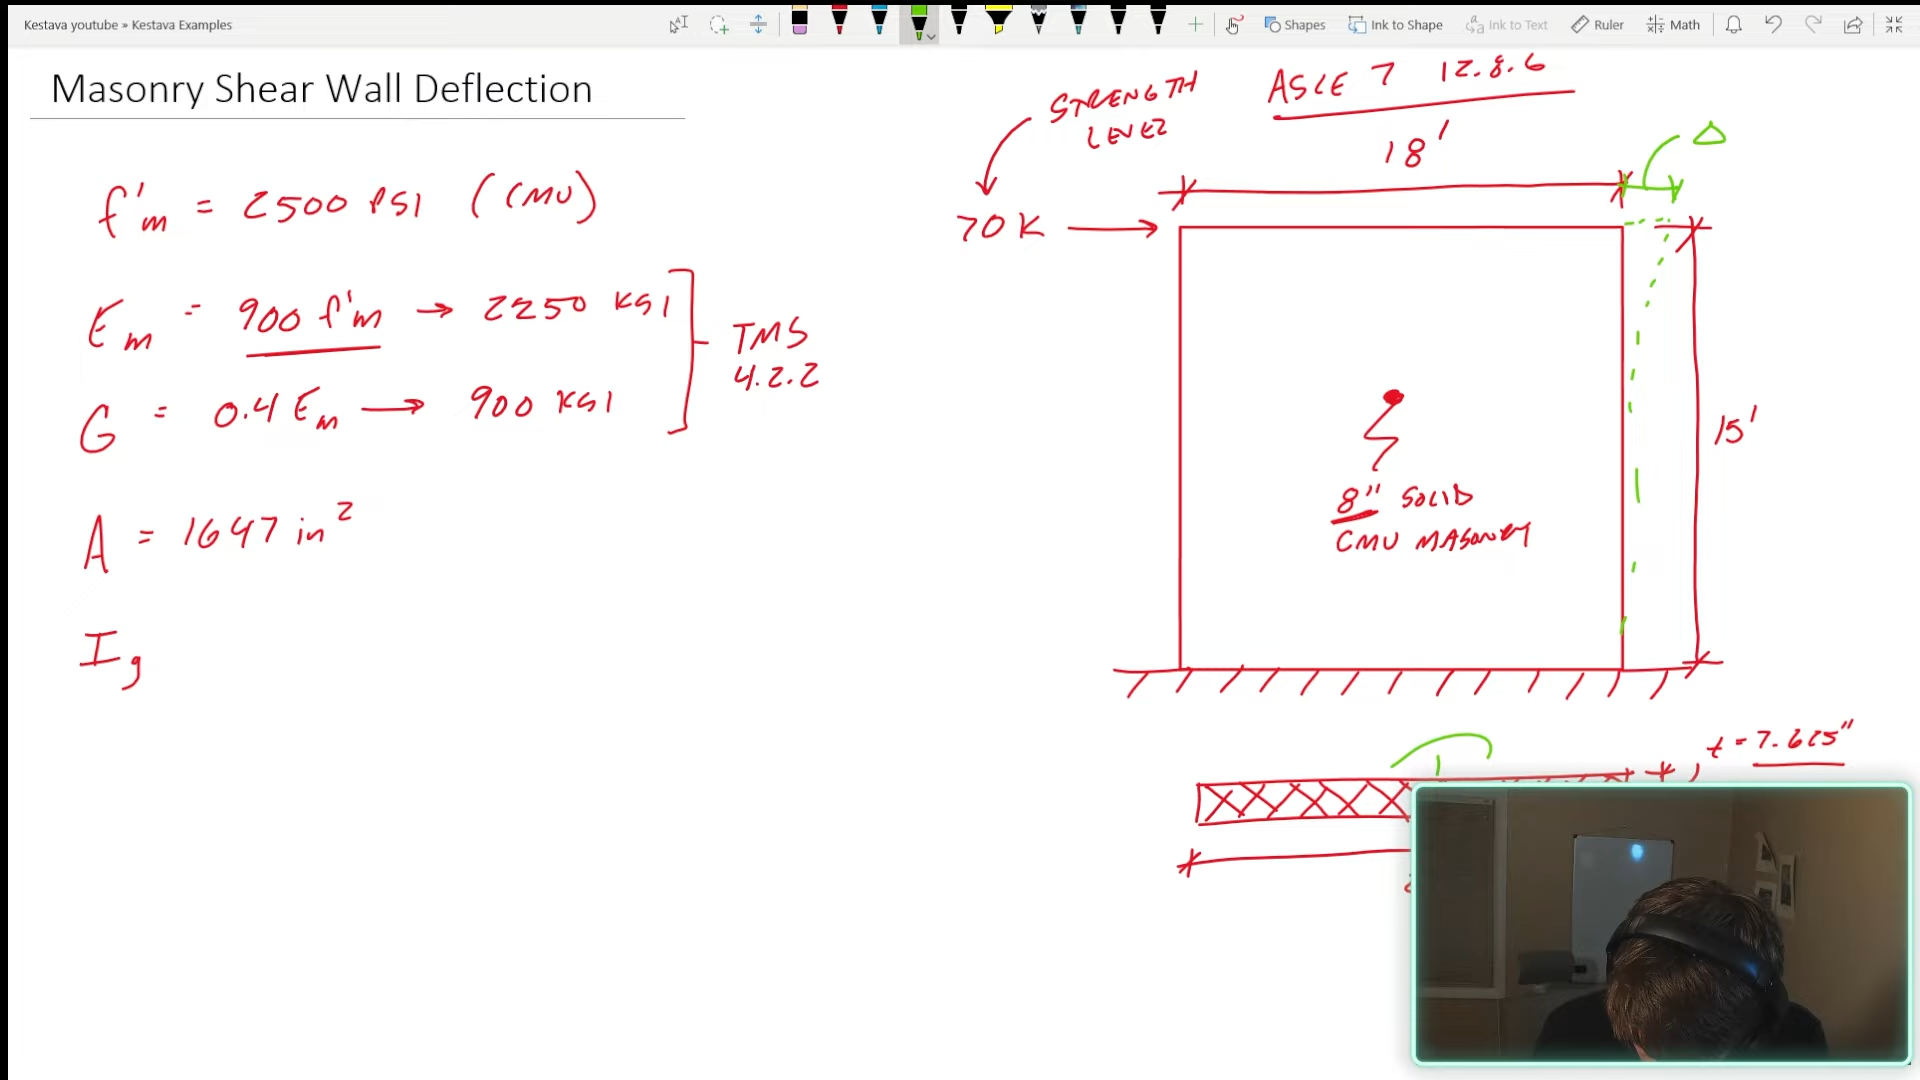 Kestava youtube » Kestava Examples
Shapes
Ink to Shape
Ink to Text
Ruler
Math
Masonry Shear Wall Deflection
f'm = 2500 PSI (CMU)
Em = 900 f'm → 2250 KSI
G = 0.4 Em → 900 KSI
TMS
4.2.2
A = 1647 in²
Ig
STRENGTH
LEVEL
ASCE 7 12.8.6
18'
Δ
70 K
15'
8" SOLID
CMU MASONRY
t = 7.625"